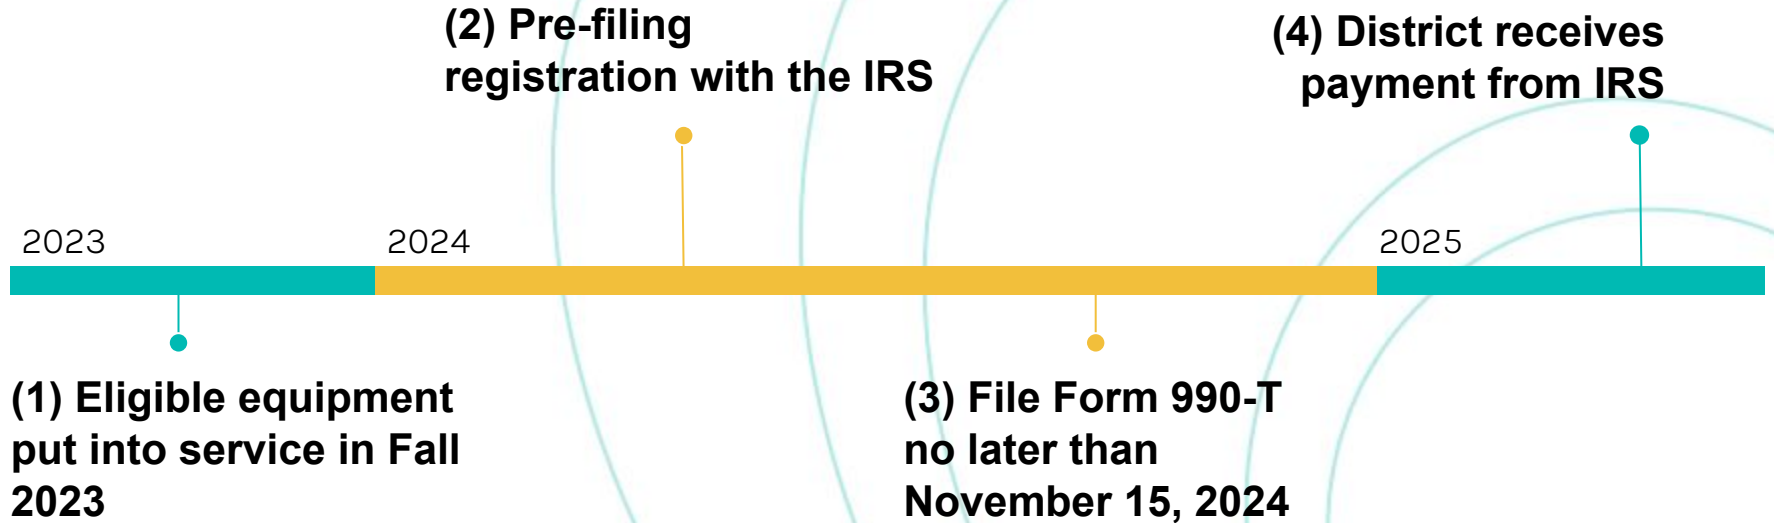 (2) Pre-filing
registration with the IRS
(4) District receives
payment from IRS
2023
2024
2025
(1) Eligible equipment
put into service in Fall
2023
(3) File Form 990-T
no later than
November 15, 2024